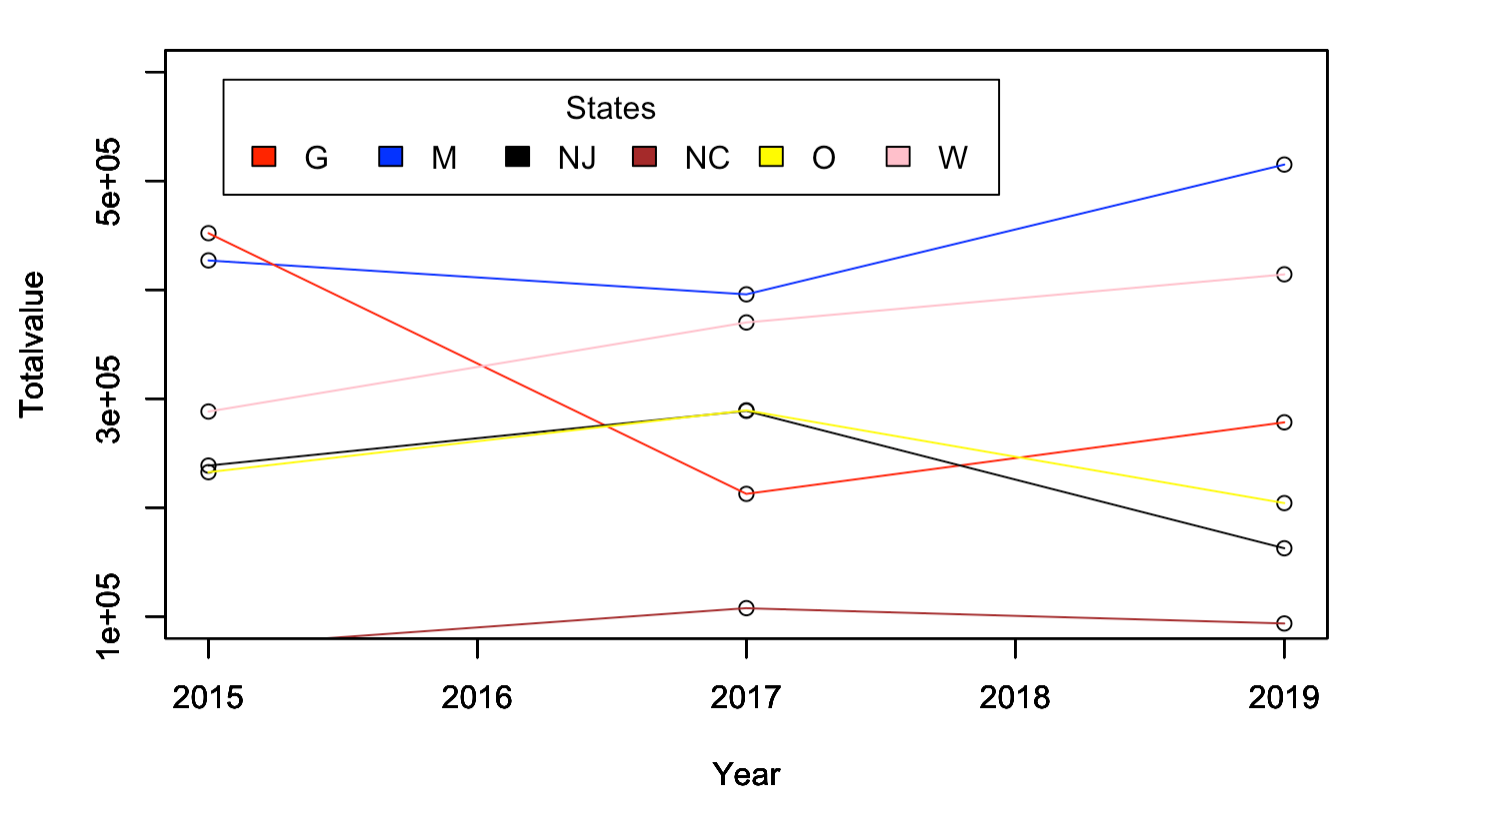 States
G M NJ NC O W
5e+05
3e+05
1e+05
Totalvalue
2015 2016 2017 2018 2019
Year